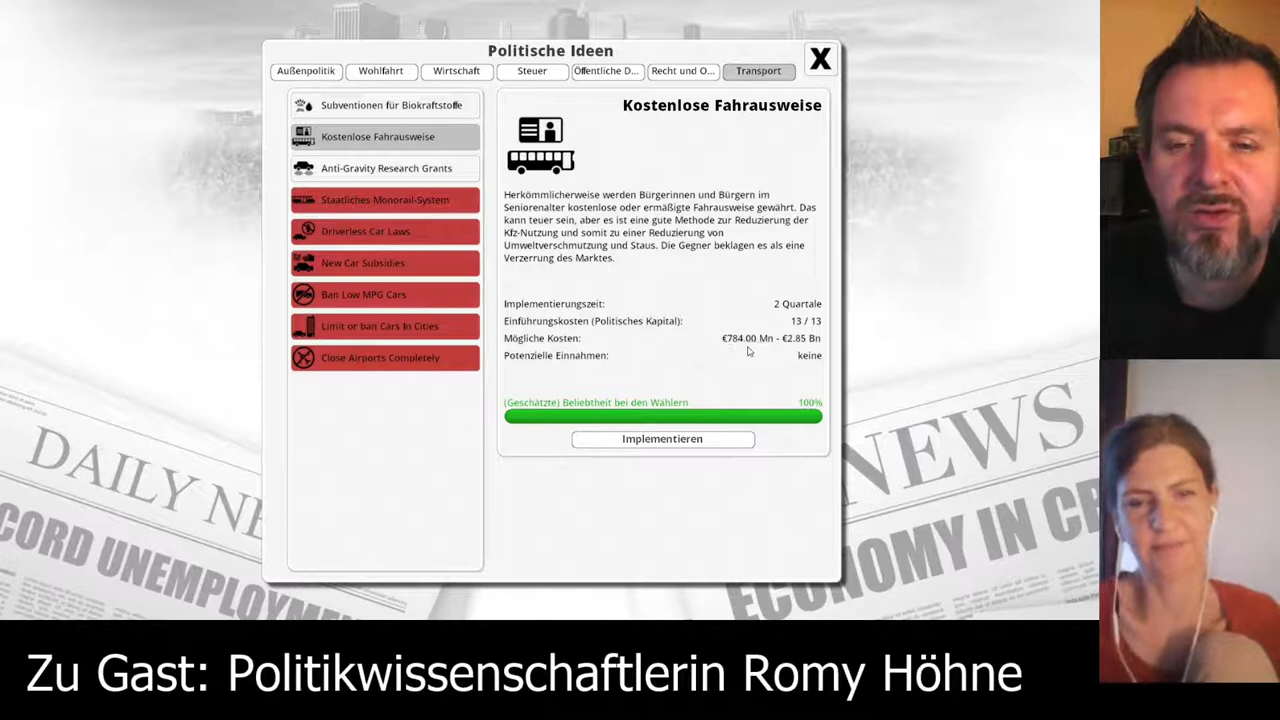 Politische Ideen
X
Außenpolitik
Wohlfahrt
Wirtschaft
Steuer
Öffentliche D...
Recht und O...
Transport
Subventionen für Biokraftstoffe
Kostenlose Fahrausweise
Anti-Gravity Research Grants
Staatliches Monorail-System
Driverless Car Laws
New Car Subsidies
Ban Low MPG Cars
Limit or ban Cars In Cities
Close Airports Completely
Kostenlose Fahrausweise
Herkömmlicherweise werden Bürgerinnen und Bürgern im
Seniorenalter kostenlose oder ermäßigte Fahrausweise gewährt. Das
kann teuer sein, aber es ist eine gute Methode zur Reduzierung der
Kfz-Nutzung und somit zu einer Reduzierung von
Umweltverschmutzung und Staus. Die Gegner beklagen es als eine
Verzerrung des Marktes.
Implementierungszeit: 2 Quartale
Einführungskosten (Politisches Kapital): 13 / 13
Mögliche Kosten: €784.00 Mn - €2.85 Bn
Potenzielle Einnahmen: keine
(Geschätzte) Beliebtheit bei den Wählern 100%
Implementieren
DAILY NE
CORD UNEMPLOYME
NEWS
ECONOMY IN CR
Zu Gast: Politikwissenschaftlerin Romy Höhne